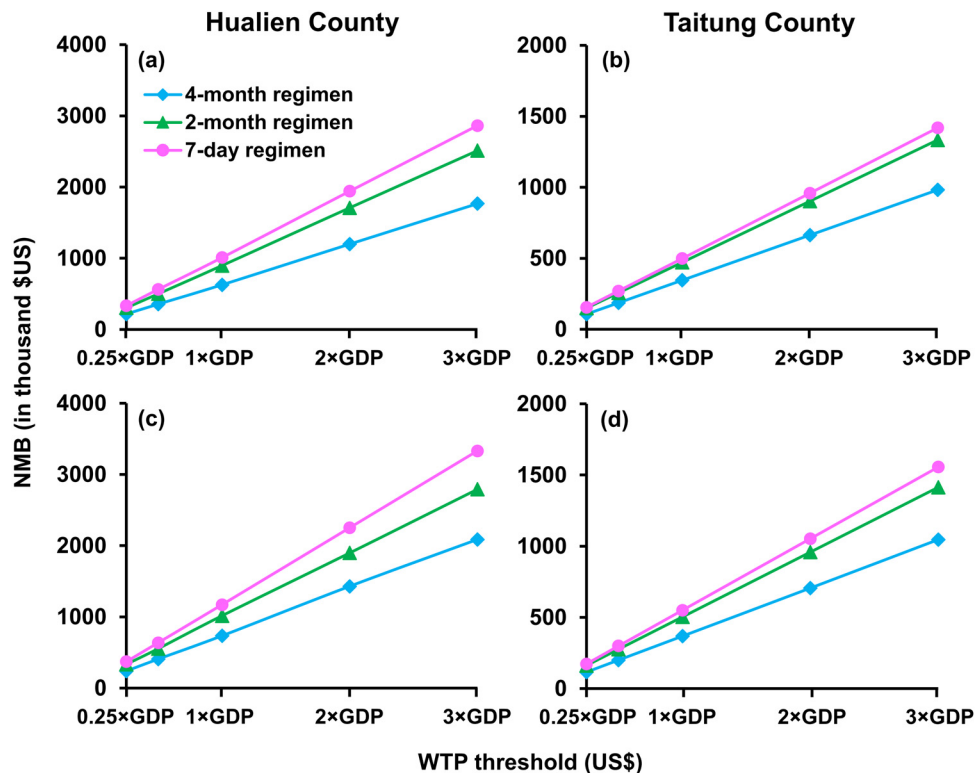 Hualien County
Taitung County
NMB (in thousand $US)
(a)
4000
3000
2000
1000
0
4-month regimen
2-month regimen
7-day regimen
0.25×GDP 1×GDP 2×GDP 3×GDP
(b)
2000
1500
1000
500
0
0.25×GDP 1×GDP 2×GDP 3×GDP
(c)
4000
3000
2000
1000
0
0.25×GDP 1×GDP 2×GDP 3×GDP
(d)
2000
1500
1000
500
0
0.25×GDP 1×GDP 2×GDP 3×GDP
WTP threshold (US$)